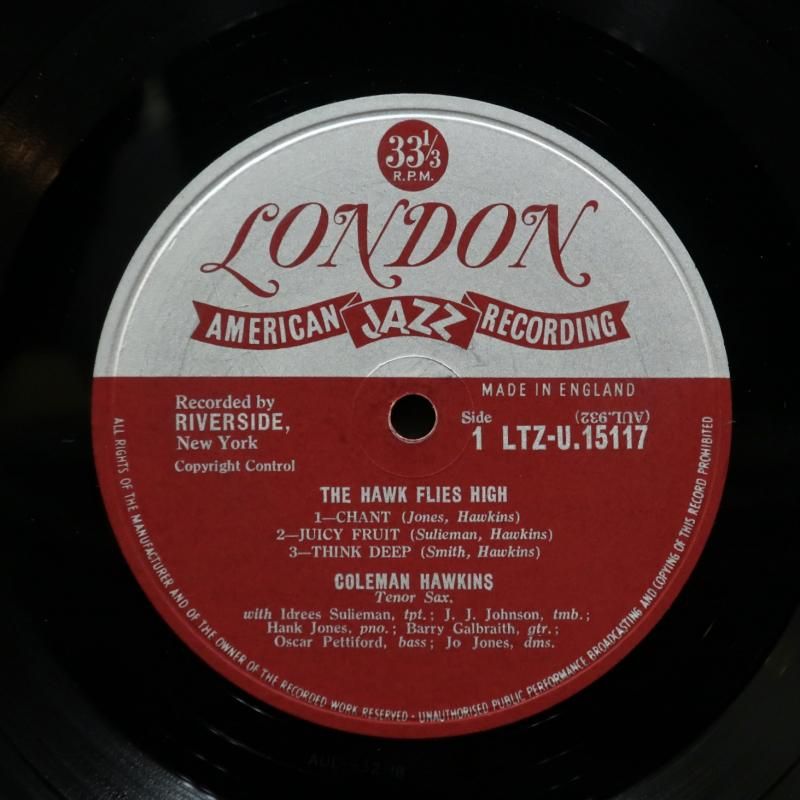 33 1/3
R.P.M.
LONDON
AMERICAN JAZZ RECORDING
MADE IN ENGLAND
Recorded by
RIVERSIDE,
New York
Copyright Control
Side
1
(AUL.932)
LTZ-U.15117
THE HAWK FLIES HIGH
1—CHANT (Jones, Hawkins)
2—JUICY FRUIT (Sulieman, Hawkins)
3—THINK DEEP (Smith, Hawkins)
COLEMAN HAWKINS
Tenor Sax.
with Idrees Sulieman, tpt.; J. J. Johnson, tmb.;
Hank Jones, pno.; Barry Galbraith, gtr.;
Oscar Pettiford, bass; Jo Jones, dms.
ALL RIGHTS OF THE MANUFACTURER AND OF THE OWNER OF THE RECORDED WORK RESERVED - UNAUTHORISED PUBLIC PERFORMANCE BROADCASTING AND COPYING OF THIS RECORD PROHIBITED